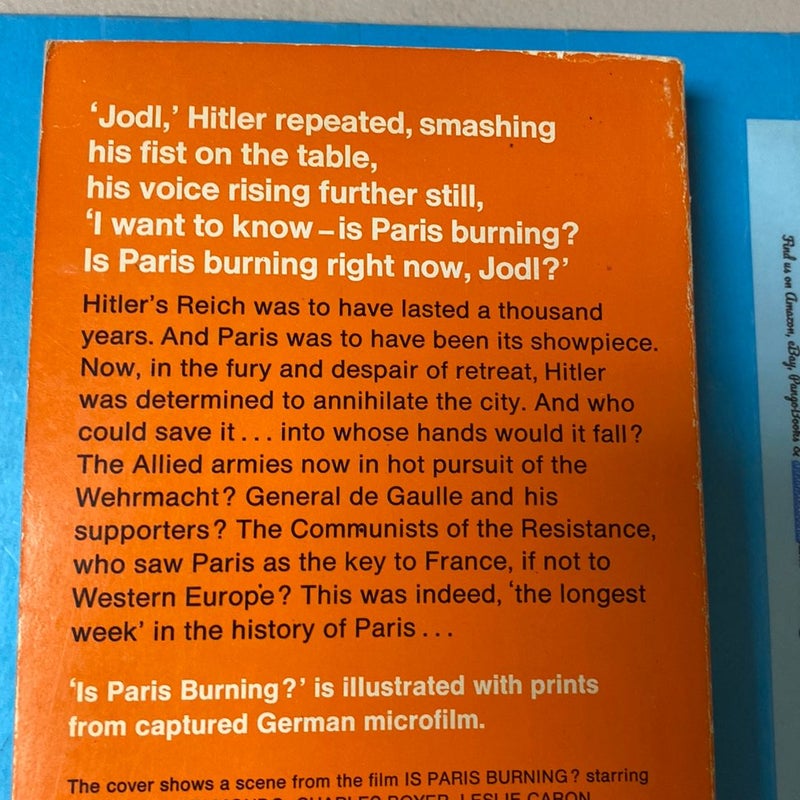 ‘Jodl,’ Hitler repeated, smashing
his fist on the table,
his voice rising further still,
‘I want to know – is Paris burning?
Is Paris burning right now, Jodl?’
Hitler's Reich was to have lasted a thousand
years. And Paris was to have been its showpiece.
Now, in the fury and despair of retreat, Hitler
was determined to annihilate the city. And who
could save it ... into whose hands would it fall?
The Allied armies now in hot pursuit of the
Wehrmacht? General de Gaulle and his
supporters? The Communists of the Resistance,
who saw Paris as the key to France, if not to
Western Europe? This was indeed, ‘the longest
week’ in the history of Paris ...
‘Is Paris Burning?’ is illustrated with prints
from captured German microfilm.
The cover shows a scene from the film IS PARIS BURNING? starring
CHARLES BOYER, LESLIE CARON
Find us on Amazon, eBay, PangoBooks &